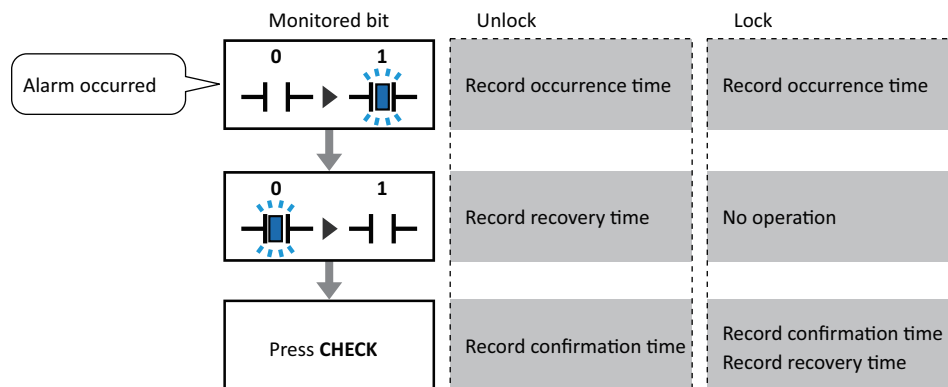 Monitored bit
Unlock
Lock
Alarm occurred
0 1
Record occurrence time
Record occurrence time
0 1
Record recovery time
No operation
Press CHECK
Record confirmation time
Record confirmation time
Record recovery time